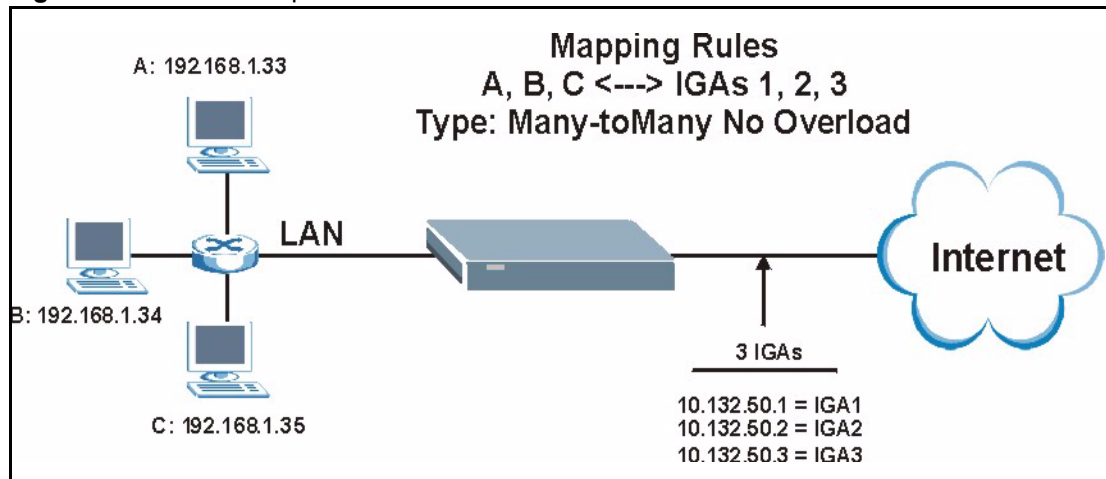 Mapping Rules
A, B, C <---> IGAs 1, 2, 3
Type: Many-toMany No Overload
A: 192.168.1.33
LAN
B: 192.168.1.34
C: 192.168.1.35
Internet
3 IGAs
10.132.50.1 = IGA1
10.132.50.2 = IGA2
10.132.50.3 = IGA3